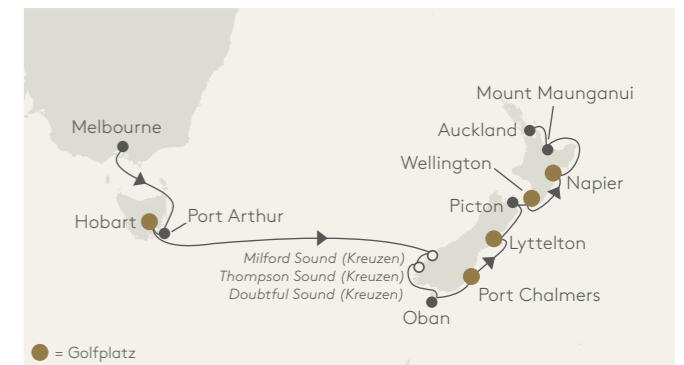 Mount Maunganui
Melbourne
Auckland
Wellington
Napier
Picton
Hobart
Port Arthur
Lyttelton
Milford Sound (Kreuzen)
Thompson Sound (Kreuzen)
Doubtful Sound (Kreuzen)
Port Chalmers
Oban
= Golfplatz